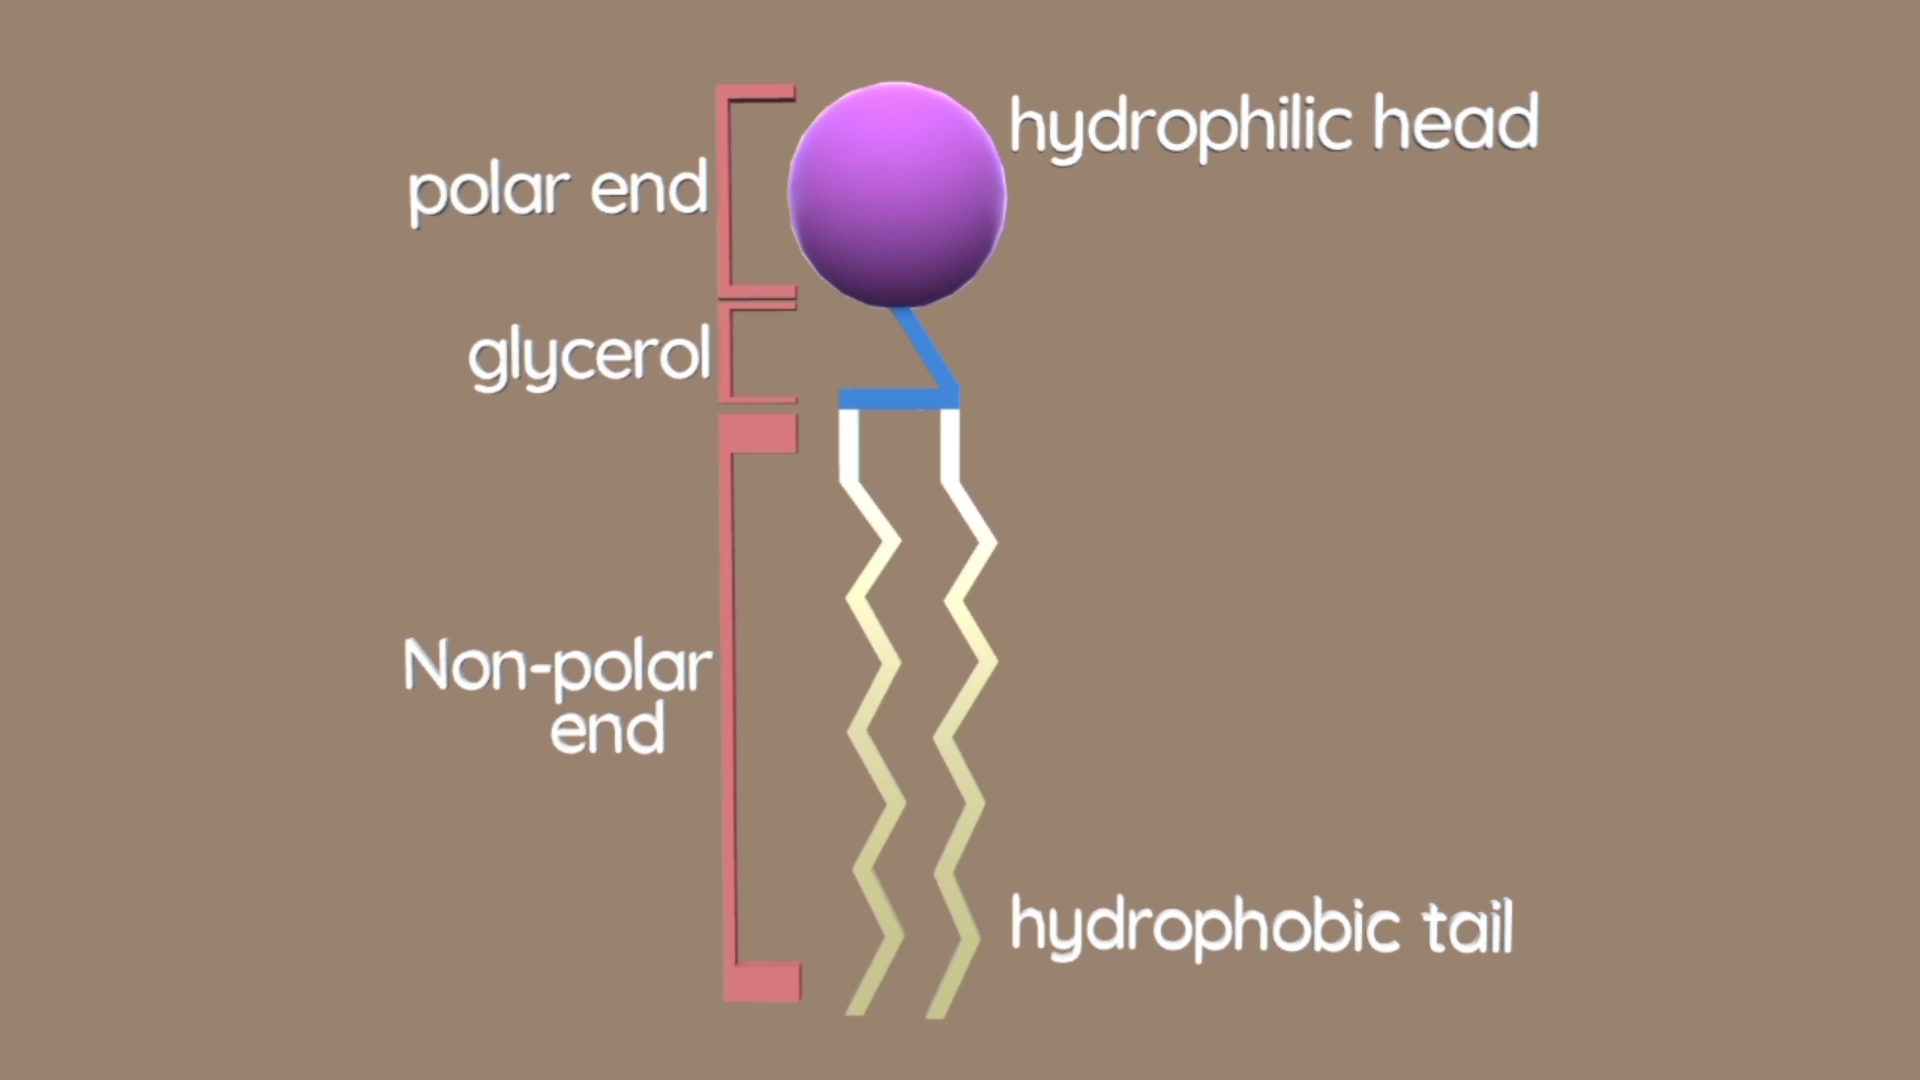 hydrophilic head
polar end
glycerol
Non-polar
end
hydrophobic tail